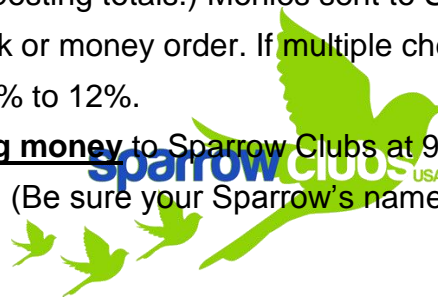 posting totals.) Monies sent to S
k or money order. If multiple che
% to 12%.
g money to Sparrow Clubs at 9
sparrow clubs USA
(Be sure your Sparrow's name